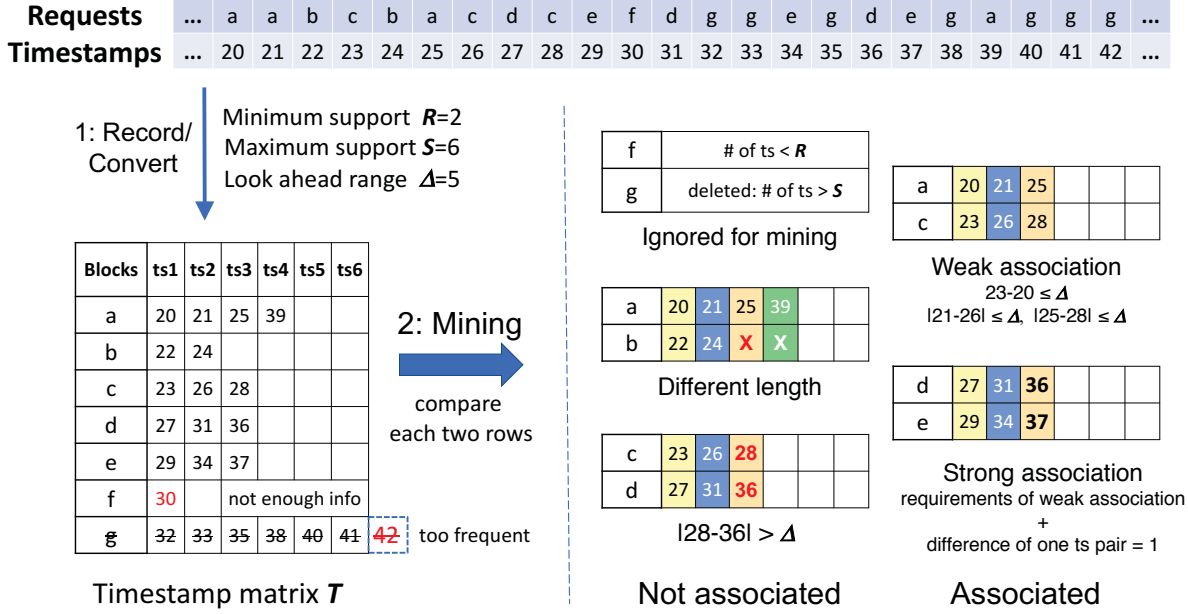 Requests ... a a b c b a c d c e f d g g e g d e g a g g g ...
Timestamps ... 20 21 22 23 24 25 26 27 28 29 30 31 32 33 34 35 36 37 38 39 40 41 42 ...
1: Record/
Convert
Minimum support R=2
Maximum support S=6
Look ahead range Δ=5
Blocks ts1 ts2 ts3 ts4 ts5 ts6
a 20 21 25 39
b 22 24
c 23 26 28
d 27 31 36
e 29 34 37
f 30 not enough info
g 32 33 35 38 40 41 42 too frequent
Timestamp matrix T
2: Mining
compare
each two rows
f # of ts < R
g deleted: # of ts > S
Ignored for mining
a 20 21 25 39
b 22 24 X X
Different length
c 23 26 28
d 27 31 36
|28-36| > Δ
Not associated
a 20 21 25
c 23 26 28
Weak association
23-20 ≤ Δ
|21-26| ≤ Δ, |25-28| ≤ Δ
d 27 31 36
e 29 34 37
Strong association
requirements of weak association
+
difference of one ts pair = 1
Associated